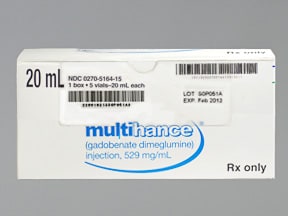 20 mL
NDC 0270-5164-15
1 box • 5 vials-20 mL each
LOT S0P051A
EXP. Feb 2013
multihance®
(gadobenate dimeglumine)
injection, 529 mg/mL
Rx only